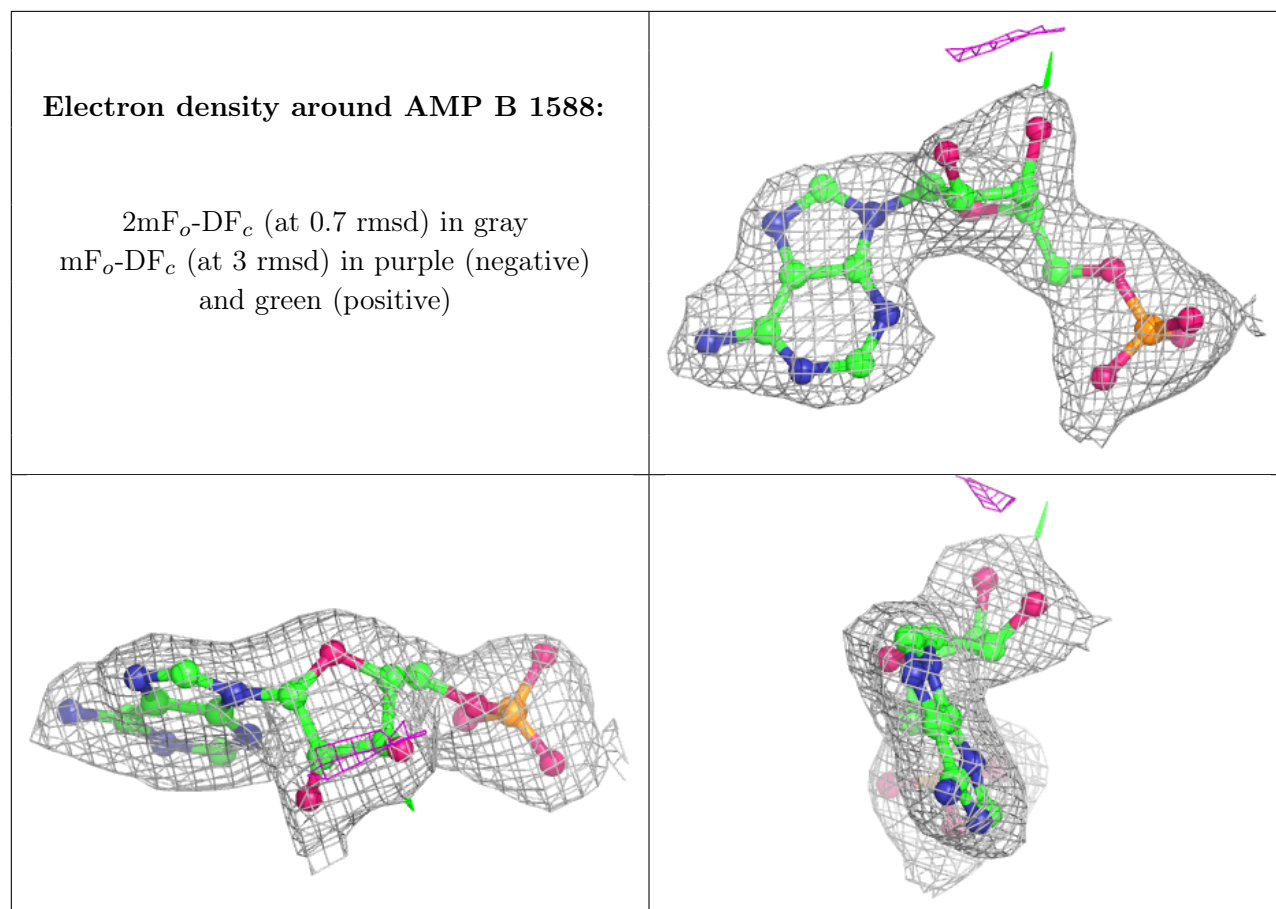 Electron density around AMP B 1588:
2mFo-DFc (at 0.7 rmsd) in gray
mFo-DFc (at 3 rmsd) in purple (negative)
and green (positive)